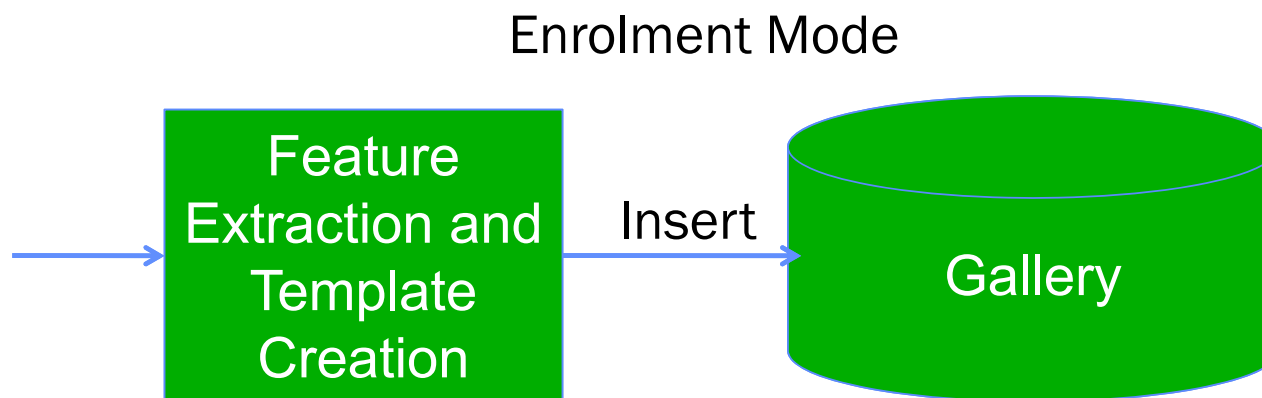 Enrolment Mode
Feature
Extraction and
Template
Creation
Insert
Gallery